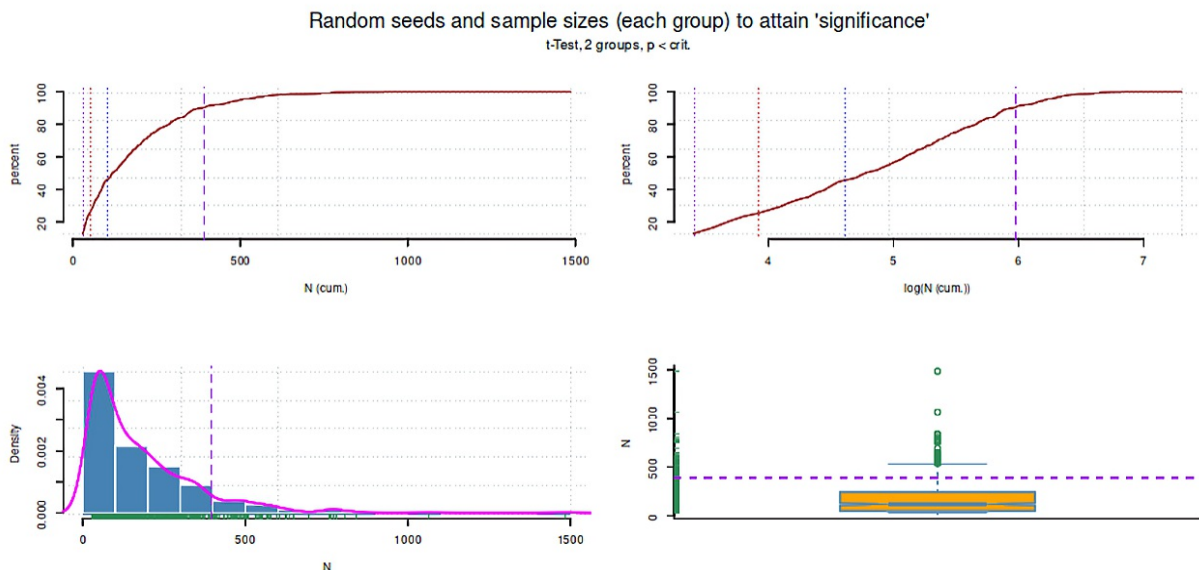 Random seeds and sample sizes (each group) to attain 'significance'
t-Test, 2 groups, p < crit.
percent
20 40 60 80 100
0 500 1000 1500
N (cum.)
percent
20 40 60 80 100
4 5 6 7
log(N (cum.))
Density
0.000 0.002 0.004
0 500 1000 1500
N
N
0 500 1000 1500